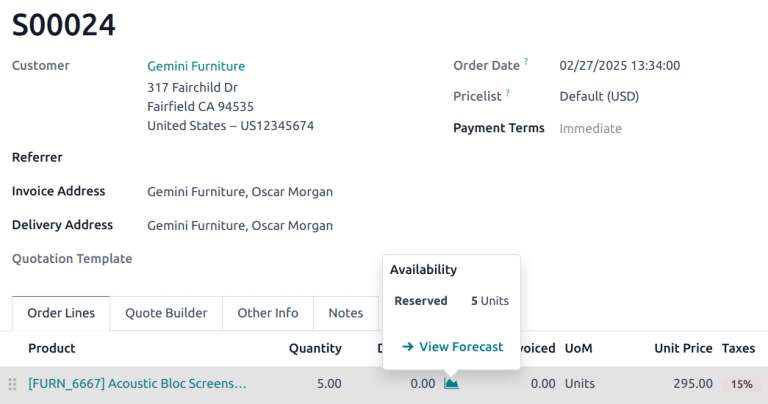 S00024
Customer
Gemini Furniture
317 Fairchild Dr
Fairfield CA 94535
United States – US12345674
Order Date ? 02/27/2025 13:34:00
Pricelist ? Default (USD)
Payment Terms Immediate
Referrer
Invoice Address Gemini Furniture, Oscar Morgan
Delivery Address Gemini Furniture, Oscar Morgan
Quotation Template
Availability
Reserved 5 Units
→ View Forecast
Order Lines Quote Builder Other Info Notes
Product Quantity D voiced UoM Unit Price Taxes
[FURN_6667] Acoustic Bloc Screens… 5.00 0.00 0.00 Units 295.00 15%